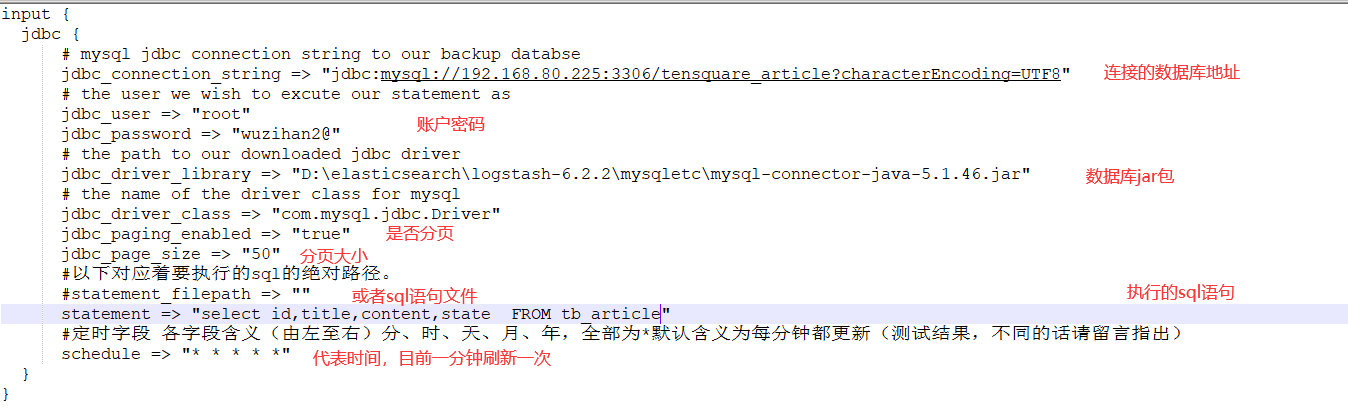 input {
jdbc {
# mysql jdbc connection string to our backup databse
jdbc_connection_string => "jdbc:mysql://192.168.80.225:3306/tensquare_article?characterEncoding=UTF8" 连接的数据库地址
# the user we wish to excute our statement as
jdbc_user => "root"
账户密码
jdbc_password => "wuzihan2@"
# the path to our downloaded jdbc driver
jdbc_driver_library => "D:\elasticsearch\logstash-6.2.2\mysqletc\mysql-connector-java-5.1.46.jar" 数据库jar包
# the name of the driver class for mysql
jdbc_driver_class => "com.mysql.jdbc.Driver"
jdbc_paging_enabled => "true" 是否分页
jdbc_page_size => "50" 分页大小
#以下对应着要执行的sql的绝对路径。
#statement_filepath => "" 或者sql语句文件 执行的sql语句
statement => "select id,title,content,state  FROM tb_article"
#定时字段 各字段含义（由左至右）分、时、天、月、年，全部为*默认含义为每分钟都更新（测试结果，不同的话请留言指出）
schedule => "* * * * *" 代表时间，目前一分钟刷新一次
}
}